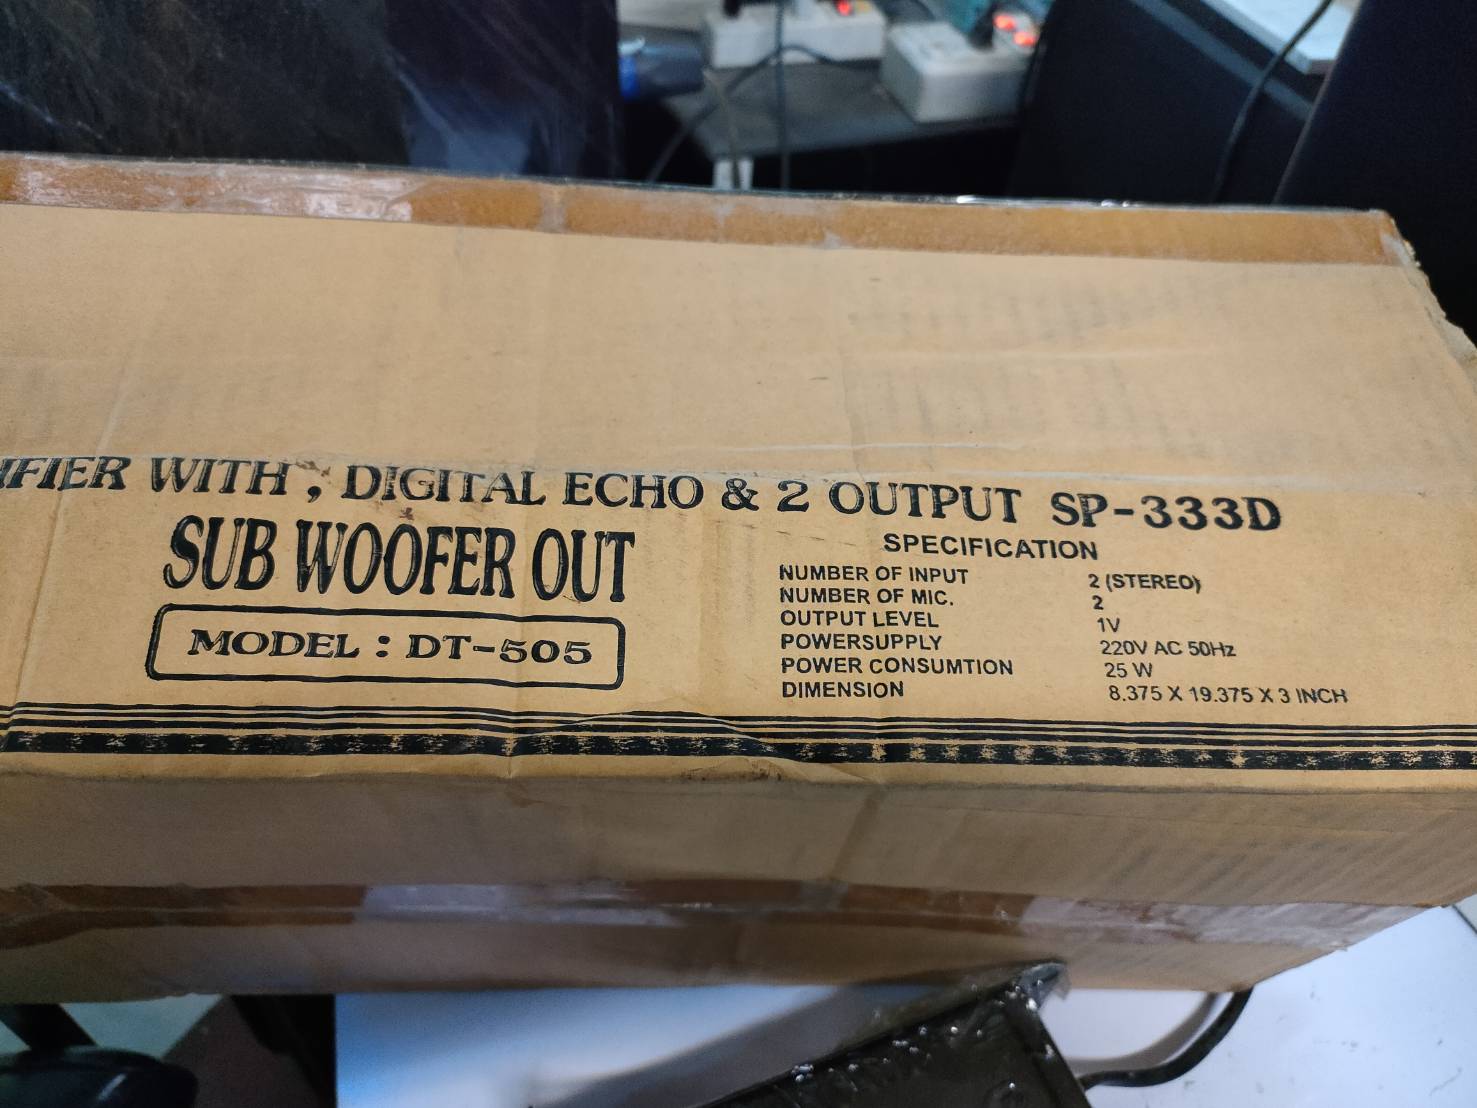 IFIER WITH , DIGITAL ECHO & 2 OUTPUT SP-333D
SUB WOOFER OUT
MODEL : DT-505
SPECIFICATION
NUMBER OF INPUT 2 (STEREO)
NUMBER OF MIC. 2
OUTPUT LEVEL 1V
POWERSUPPLY 220V AC 50Hz
POWER CONSUMTION 25 W
DIMENSION 8.375 X 19.375 X 3 INCH